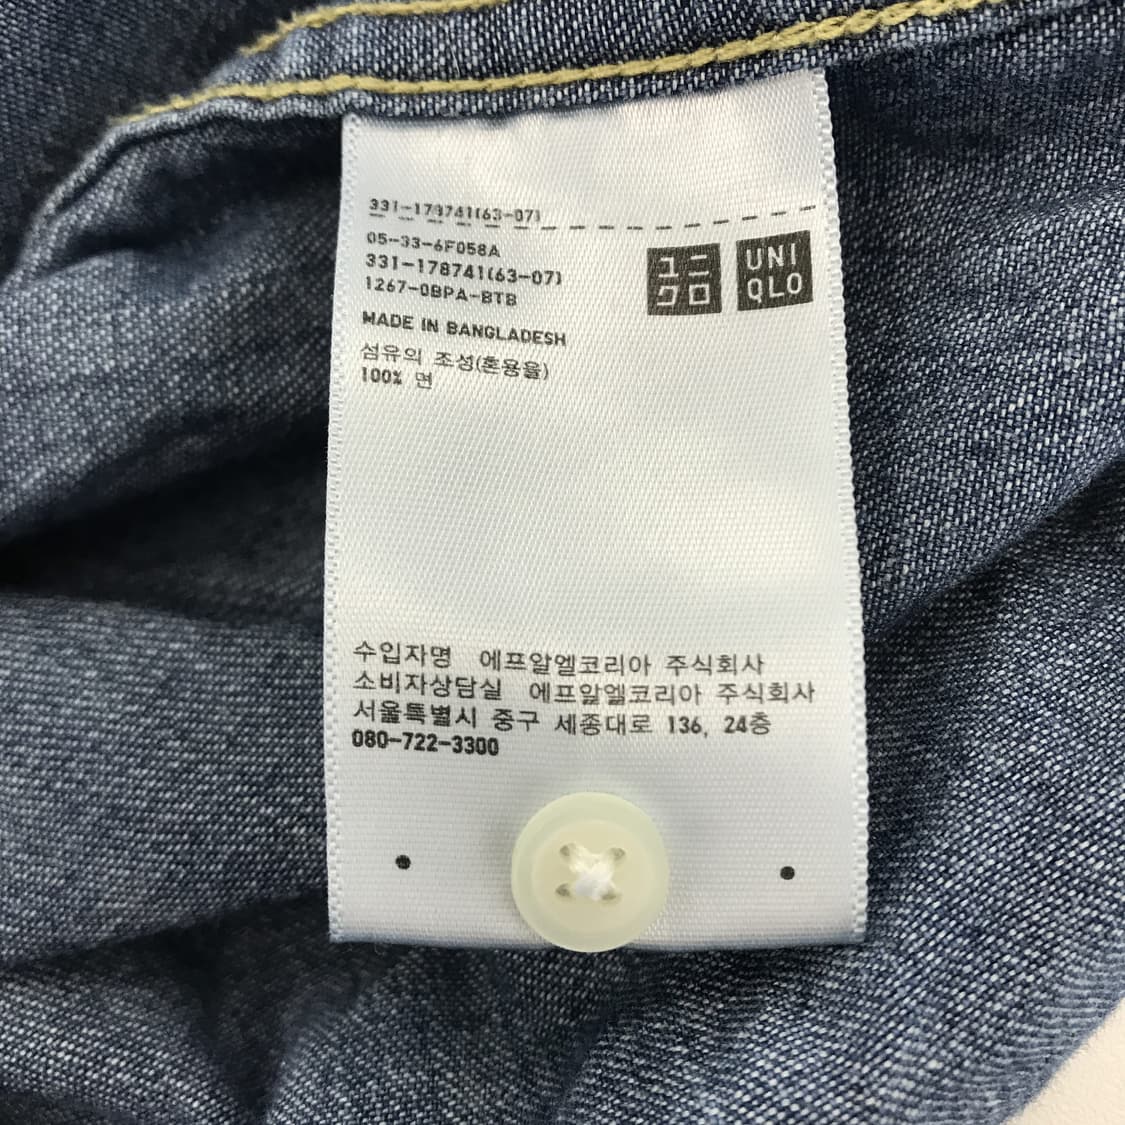 331-178741(63-07)
05-33-6F058A
331-178741(63-07)
1267-0BPA-BTB
MADE IN BANGLADESH
섬유의 조성(혼용율)
100% 면
ユニ
クロ
UNI
QLO
수입자명 에프알엘코리아 주식회사
소비자상담실 에프알엘코리아 주식회사
서울특별시 중구 세종대로 136, 24층
080-722-3300